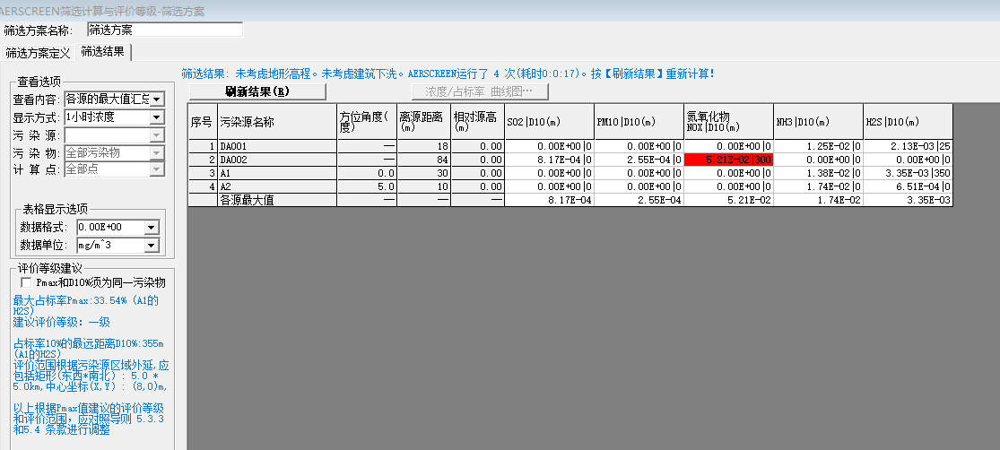 AERSCREEN筛选计算与评价等级-筛选方案
筛选方案名称: 筛选方案
筛选方案定义 筛选结果
查看选项
查看内容: 各源的最大值汇总
显示方式: 1小时浓度
污 染 源:
污 染 物: 全部污染物
计 算 点: 全部点
表格显示选项
数据格式: 0.00E+00
数据单位: mg/m^3
评价等级建议
Pmax和D10%须为同一污染物
最大占标率Pmax:33.54% (A1的
H2S)
建议评价等级: 一级
占标率10%的最远距离D10%:355m
(A1的H2S)
评价范围根据污染源区域外延,应
包括矩形(东西*南北): 5.0 *
5.0km,中心坐标(X,Y): (8,0)m,
以上根据Pmax值建议的评价等级
和评价范围,应对照导则 5.3.3
和5.4 条款进行调整
筛选结果: 未考虑地形高程。未考虑建筑下洗。AERSCREEN运行了 4 次(耗时0:0:17)。按【刷新结果】重新计算!
刷新结果(R) 浓度/占标率 曲线图…
序号 污染源名称 方位角度(度) 离源距离(m) 相对源高(m) SO2|D10(m) PM10|D10(m) 氮氧化物NOX|D10(m) NH3|D10(m) H2S|D10(m)
1 DA001 — 18 0.00 0.00E+00|0 0.00E+00|0 0.00E+00|0 1.25E-02|0 2.13E-03|25
2 DA002 — 84 0.00 8.17E-04|0 2.55E-04|0 5.21E-02|300 0.00E+00|0 0.00E+00|0
3 A1 0.0 30 0.00 0.00E+00|0 0.00E+00|0 0.00E+00|0 1.38E-02|0 3.35E-03|350
4 A2 5.0 10 0.00 0.00E+00|0 0.00E+00|0 0.00E+00|0 1.74E-02|0 6.51E-04|0
各源最大值 — — — 8.17E-04 2.55E-04 5.21E-02 1.74E-02 3.35E-03